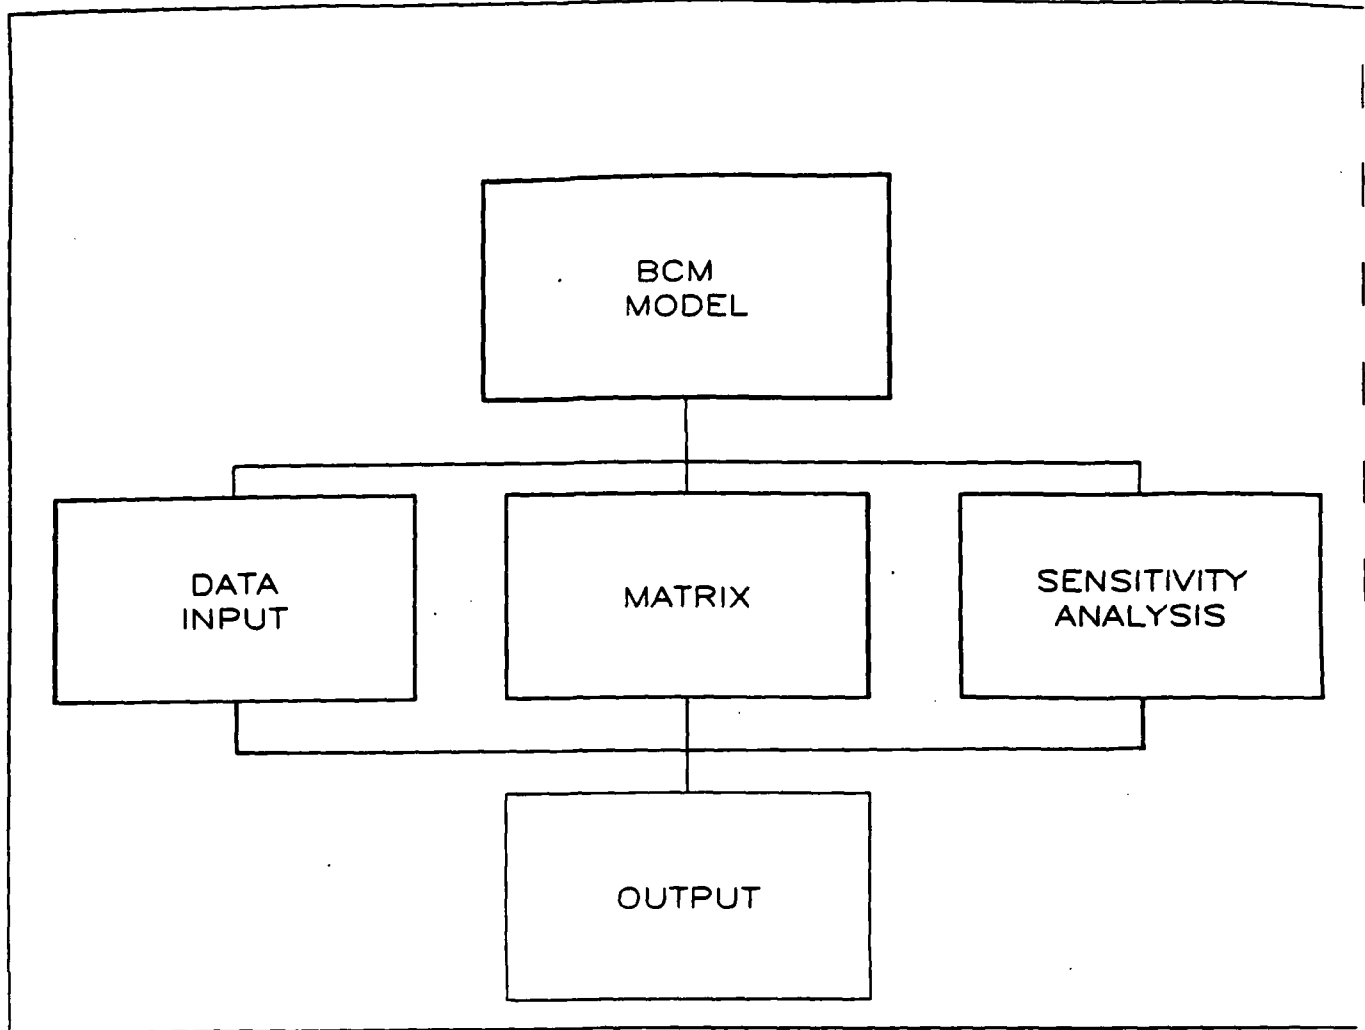 BCM
MODEL
DATA
INPUT
MATRIX
SENSITIVITY
ANALYSIS
OUTPUT